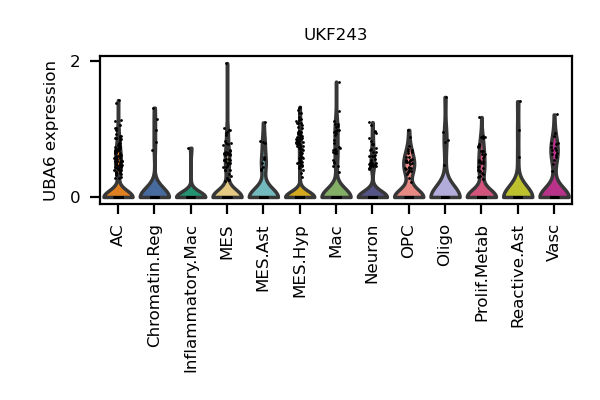 UKF243
UBA6 expression
2
0
AC
Chromatin.Reg
Inflammatory.Mac
MES
MES.Ast
MES.Hyp
Mac
Neuron
OPC
Oligo
Prolif.Metab
Reactive.Ast
Vasc